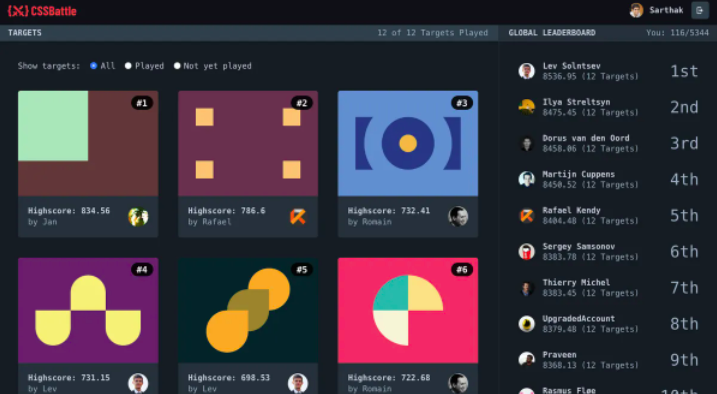 CSSBattle
Sarthak
TARGETS
12 of 12 Targets Played
GLOBAL LEADERBOARD
You: 116/5344
Show targets: All Played Not yet played
#1
#2
#3
Highscore: 834.56
by Jan
Highscore: 786.6
by Rafael
Highscore: 732.41
by Romain
#4
#5
#6
Highscore: 731.15
by Lev
Highscore: 698.53
by Lev
Highscore: 722.68
by Romain
Lev Solntsev
8536.95 (12 Targets)
1st
Ilya Streltsyn
8475.45 (12 Targets)
2nd
Dorus van den Oord
8458.06 (12 Targets)
3rd
Martijn Cuppens
8450.52 (12 Targets)
4th
Rafael Kendy
8404.48 (12 Targets)
5th
Sergey Samsonov
8383.78 (12 Targets)
6th
Thierry Michel
8383.45 (12 Targets)
7th
UpgradedAccount
8379.48 (12 Targets)
8th
Praveen
8368.13 (12 Targets)
9th
Rasmus Fløe
10th